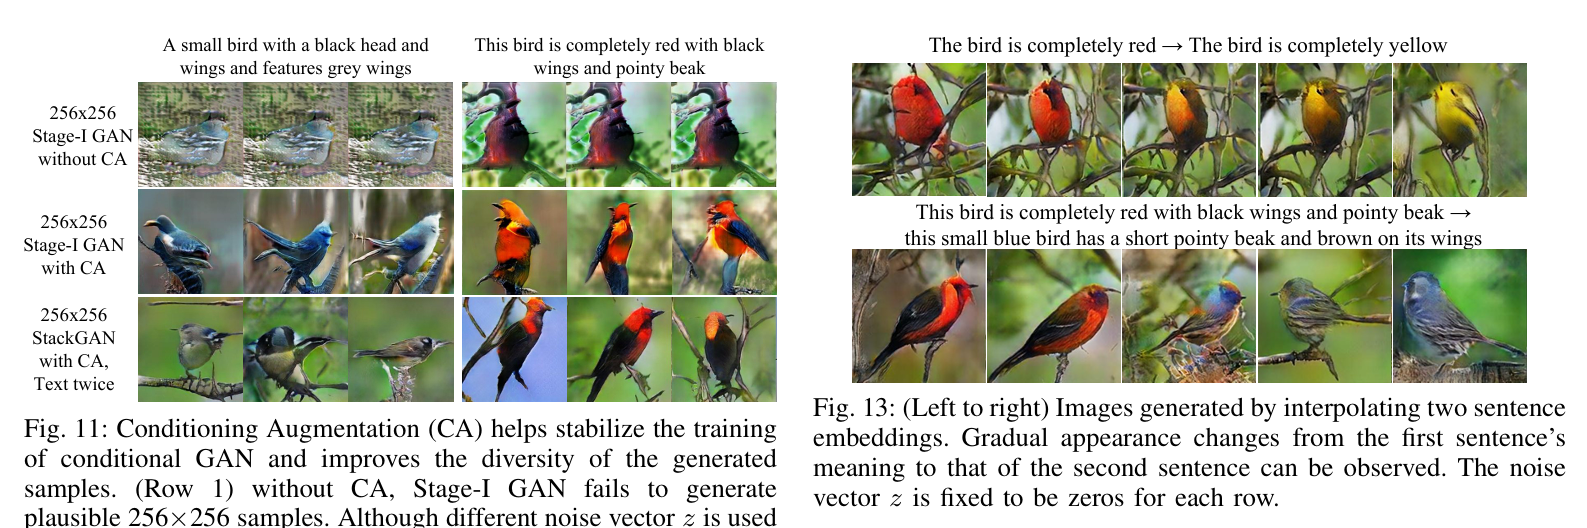 A small bird with a black head and
wings and features grey wings
This bird is completely red with black
wings and pointy beak
256x256
Stage-I GAN
without CA
256x256
Stage-I GAN
with CA
256x256
StackGAN
with CA,
Text twice
Fig. 11: Conditioning Augmentation (CA) helps stabilize the training
of conditional GAN and improves the diversity of the generated
samples. (Row 1) without CA, Stage-I GAN fails to generate
plausible 256×256 samples. Although different noise vector z is used
The bird is completely red → The bird is completely yellow
This bird is completely red with black wings and pointy beak →
this small blue bird has a short pointy beak and brown on its wings
Fig. 13: (Left to right) Images generated by interpolating two sentence
embeddings. Gradual appearance changes from the first sentence's
meaning to that of the second sentence can be observed. The noise
vector z is fixed to be zeros for each row.